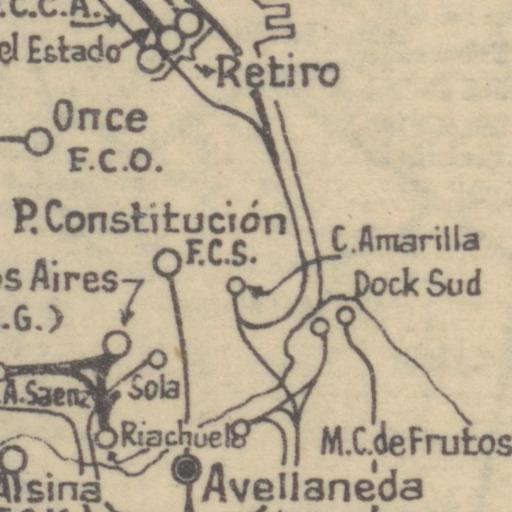 .C.C.A.
el Estado
Retiro
Once
F.C.O.
P. Constitución
F.C.S.
C. Amarilla
os Aires
Dock Sud
.G.)
A. Saenz
Sola
Riachuelo
M.C. de Frutos
Alsina
Avellaneda